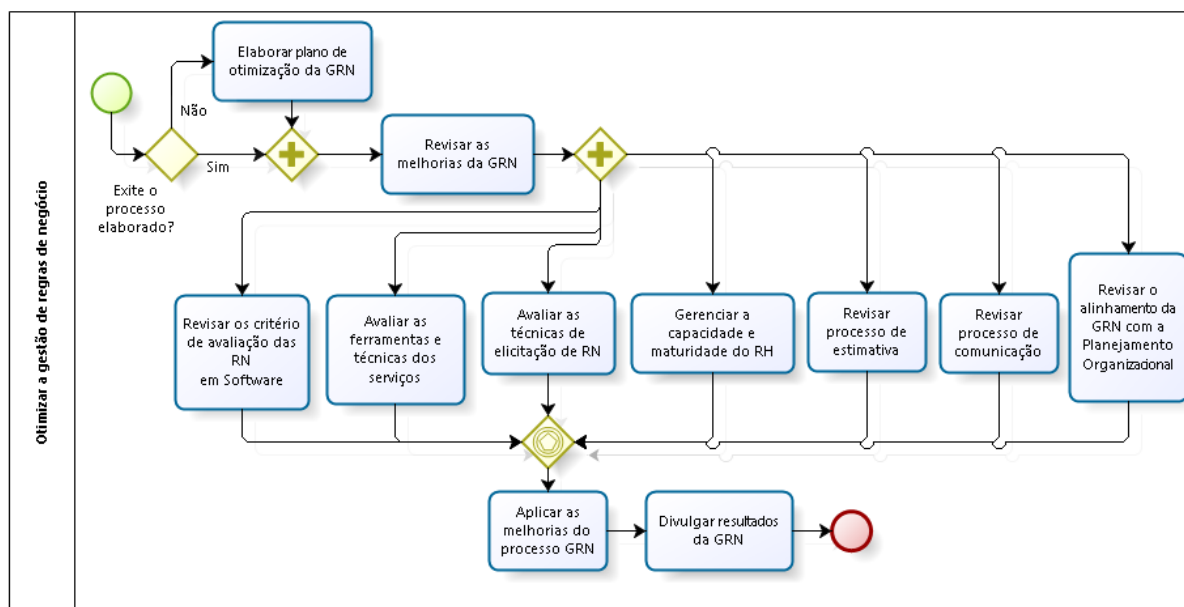 Otimizar a gestão de regras de negócio
Elaborar plano de
otimização da GRN
Não
Sim
Exite o
processo
elaborado?
Revisar as
melhorias da GRN
Revisar os critério
de avaliação das
RN
em Software
Avaliar as
ferramentas e
técnicas dos
serviços
Avaliar as
técnicas de
elicitação de RN
Gerenciar a
capacidade e
maturidade do RH
Revisar
processo de
estimativa
Revisar
processo de
comunicação
Revisar o
alinhamento da
GRN com a
Planejamento
Organizacional
Aplicar as
melhorias do
processo GRN
Divulgar resultados
da GRN